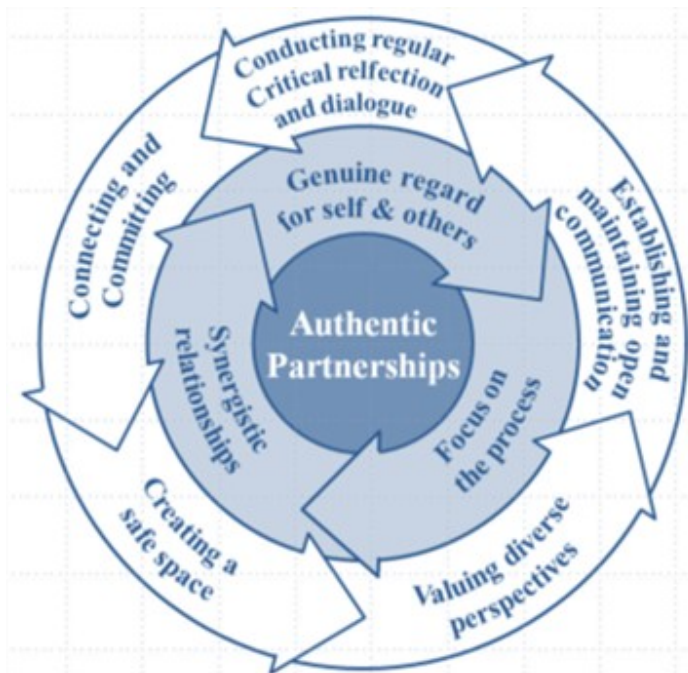 Conducting regular
Critical relfection
and dialogue
Establishing and
maintaining open
communication
Valuing diverse
perspectives
Creating a
safe space
Connecting and
Committing
Genuine regard
for self & others
Focus on
the process
Synergistic
relationships
Authentic
Partnerships